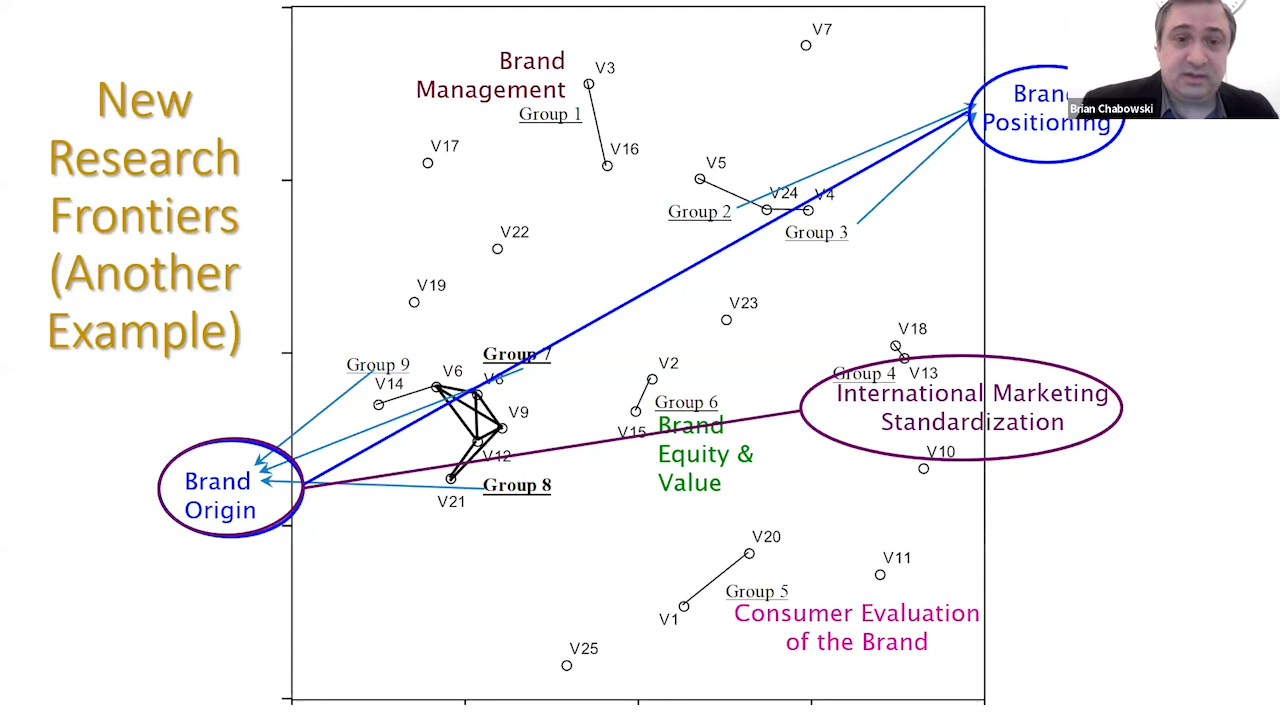 New
Research
Frontiers
(Another
Example)
Brand
Management
Group 1
V3
V16
V17
V7
V5
V24
V4
Group 2
Group 3
Brand
Positioning
Brian Chabowski
V22
V19
V23
V18
V13
Group 4
International Marketing
Standardization
V10
Group 9
V14
V6
Group 7
V8
V9
V12
V21
Group 8
V2
Group 6
V15
Brand
Equity &
Value
Brand
Origin
V20
V1
Group 5
V11
Consumer Evaluation
of the Brand
V25